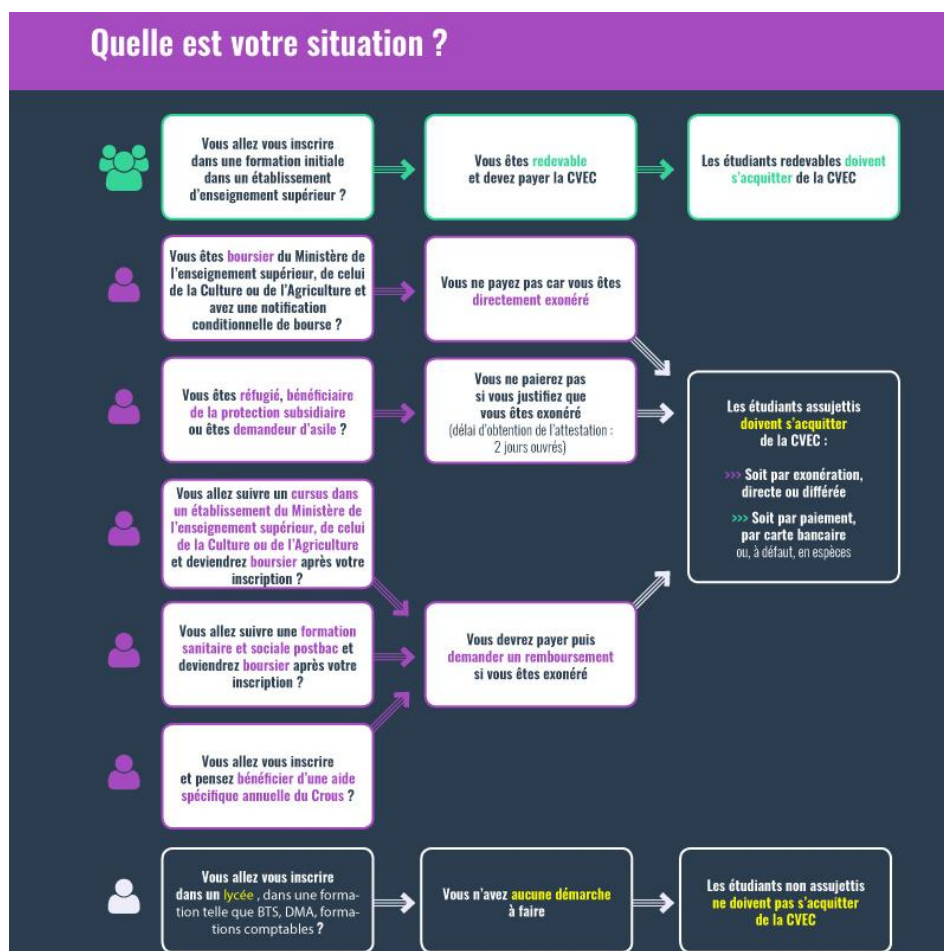 Quelle est votre situation ?
Vous allez vous inscrire
dans une formation initiale
dans un établissement
d'enseignement supérieur ?
Vous êtes redevable
et devez payer la CVEC
Les étudiants redevables doivent
s'acquitter de la CVEC
Vous êtes boursier du Ministère de
l'enseignement supérieur, de celui
de la Culture ou de l'Agriculture et
avez une notification
conditionnelle de bourse ?
Vous ne payez pas car vous êtes
directement exonéré
Vous êtes réfugié, bénéficiaire
de la protection subsidiaire
ou êtes demandeur d'asile ?
Vous ne paierez pas
si vous justifiez que
vous êtes exonéré
(délai d'obtention de l'attestation :
2 jours ouvrés)
Les étudiants assujettis
doivent s'acquitter
de la CVEC :
>>> Soit par exonération,
directe ou différée
>>> Soit par paiement,
par carte bancaire
ou, à défaut, en espèces
Vous allez suivre un cursus dans
un établissement du Ministère de
l'enseignement supérieur, de celui
de la Culture ou de l'Agriculture
et deviendrez boursier après votre
inscription ?
Vous allez suivre une formation
sanitaire et sociale postbac et
deviendrez boursier après votre
inscription ?
Vous devrez payer puis
demander un remboursement
si vous êtes exonéré
Vous allez vous inscrire
et pensez bénéficier d'une aide
spécifique annuelle du Crous ?
Vous allez vous inscrire
dans un lycée , dans une forma-
tion telle que BTS, DMA, forma-
tions comptables ?
Vous n'avez aucune démarche
à faire
Les étudiants non assujettis
ne doivent pas s'acquitter
de la CVEC